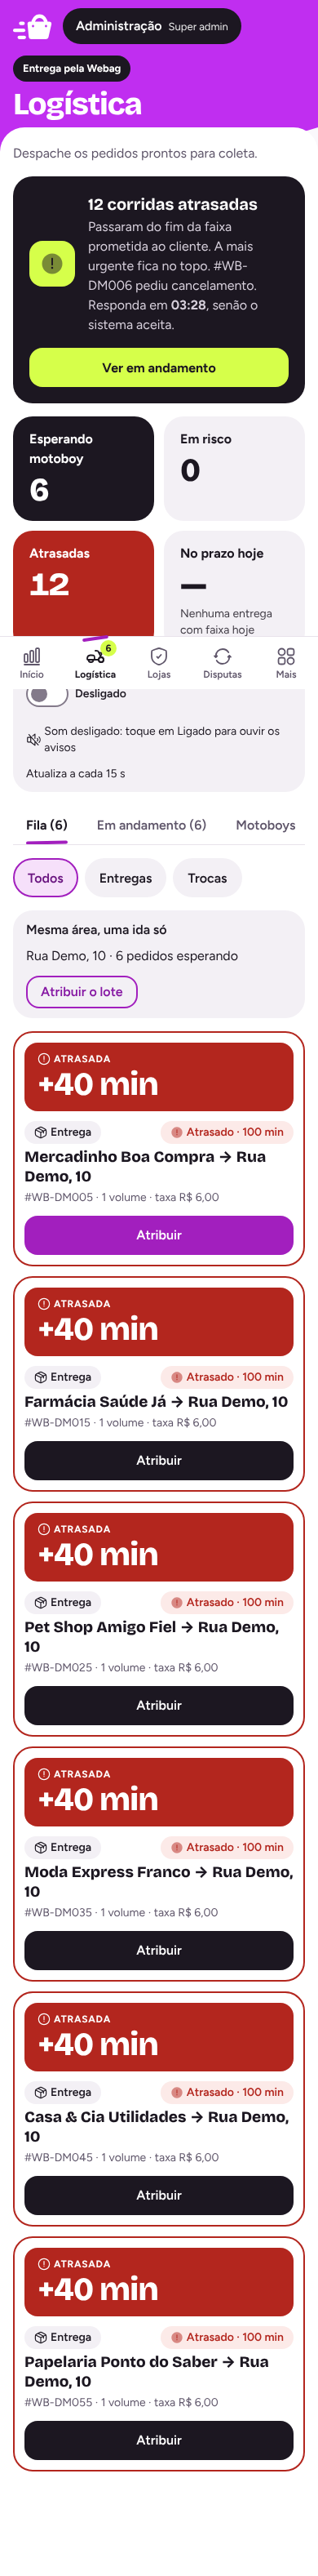 Administração Super admin
Entrega pela Webag
Logística
Despache os pedidos prontos para coleta.
12 corridas atrasadas
Passaram do fim da faixa
prometida ao cliente. A mais
urgente fica no topo. #WB-
DM006 pediu cancelamento.
Responda em 03:28, senão o
sistema aceita.
Ver em andamento
Esperando
motoboy
6
Em risco
0
Atrasadas
12
No prazo hoje
—
Nenhuma entrega
com faixa hoje
Início
6
Logística
Lojas
Disputas
Mais
Desligado
Som desligado: toque em Ligado para ouvir os
avisos
Atualiza a cada 15 s
Fila (6)
Em andamento (6)
Motoboys
Todos
Entregas
Trocas
Mesma área, uma ida só
Rua Demo, 10 · 6 pedidos esperando
Atribuir o lote
ATRASADA
+40 min
Entrega
Atrasado · 100 min
Mercadinho Boa Compra → Rua
Demo, 10
#WB-DM005 · 1 volume · taxa R$ 6,00
Atribuir
ATRASADA
+40 min
Entrega
Atrasado · 100 min
Farmácia Saúde Já → Rua Demo, 10
#WB-DM015 · 1 volume · taxa R$ 6,00
Atribuir
ATRASADA
+40 min
Entrega
Atrasado · 100 min
Pet Shop Amigo Fiel → Rua Demo,
10
#WB-DM025 · 1 volume · taxa R$ 6,00
Atribuir
ATRASADA
+40 min
Entrega
Atrasado · 100 min
Moda Express Franco → Rua Demo,
10
#WB-DM035 · 1 volume · taxa R$ 6,00
Atribuir
ATRASADA
+40 min
Entrega
Atrasado · 100 min
Casa & Cia Utilidades → Rua Demo,
10
#WB-DM045 · 1 volume · taxa R$ 6,00
Atribuir
ATRASADA
+40 min
Entrega
Atrasado · 100 min
Papelaria Ponto do Saber → Rua
Demo, 10
#WB-DM055 · 1 volume · taxa R$ 6,00
Atribuir